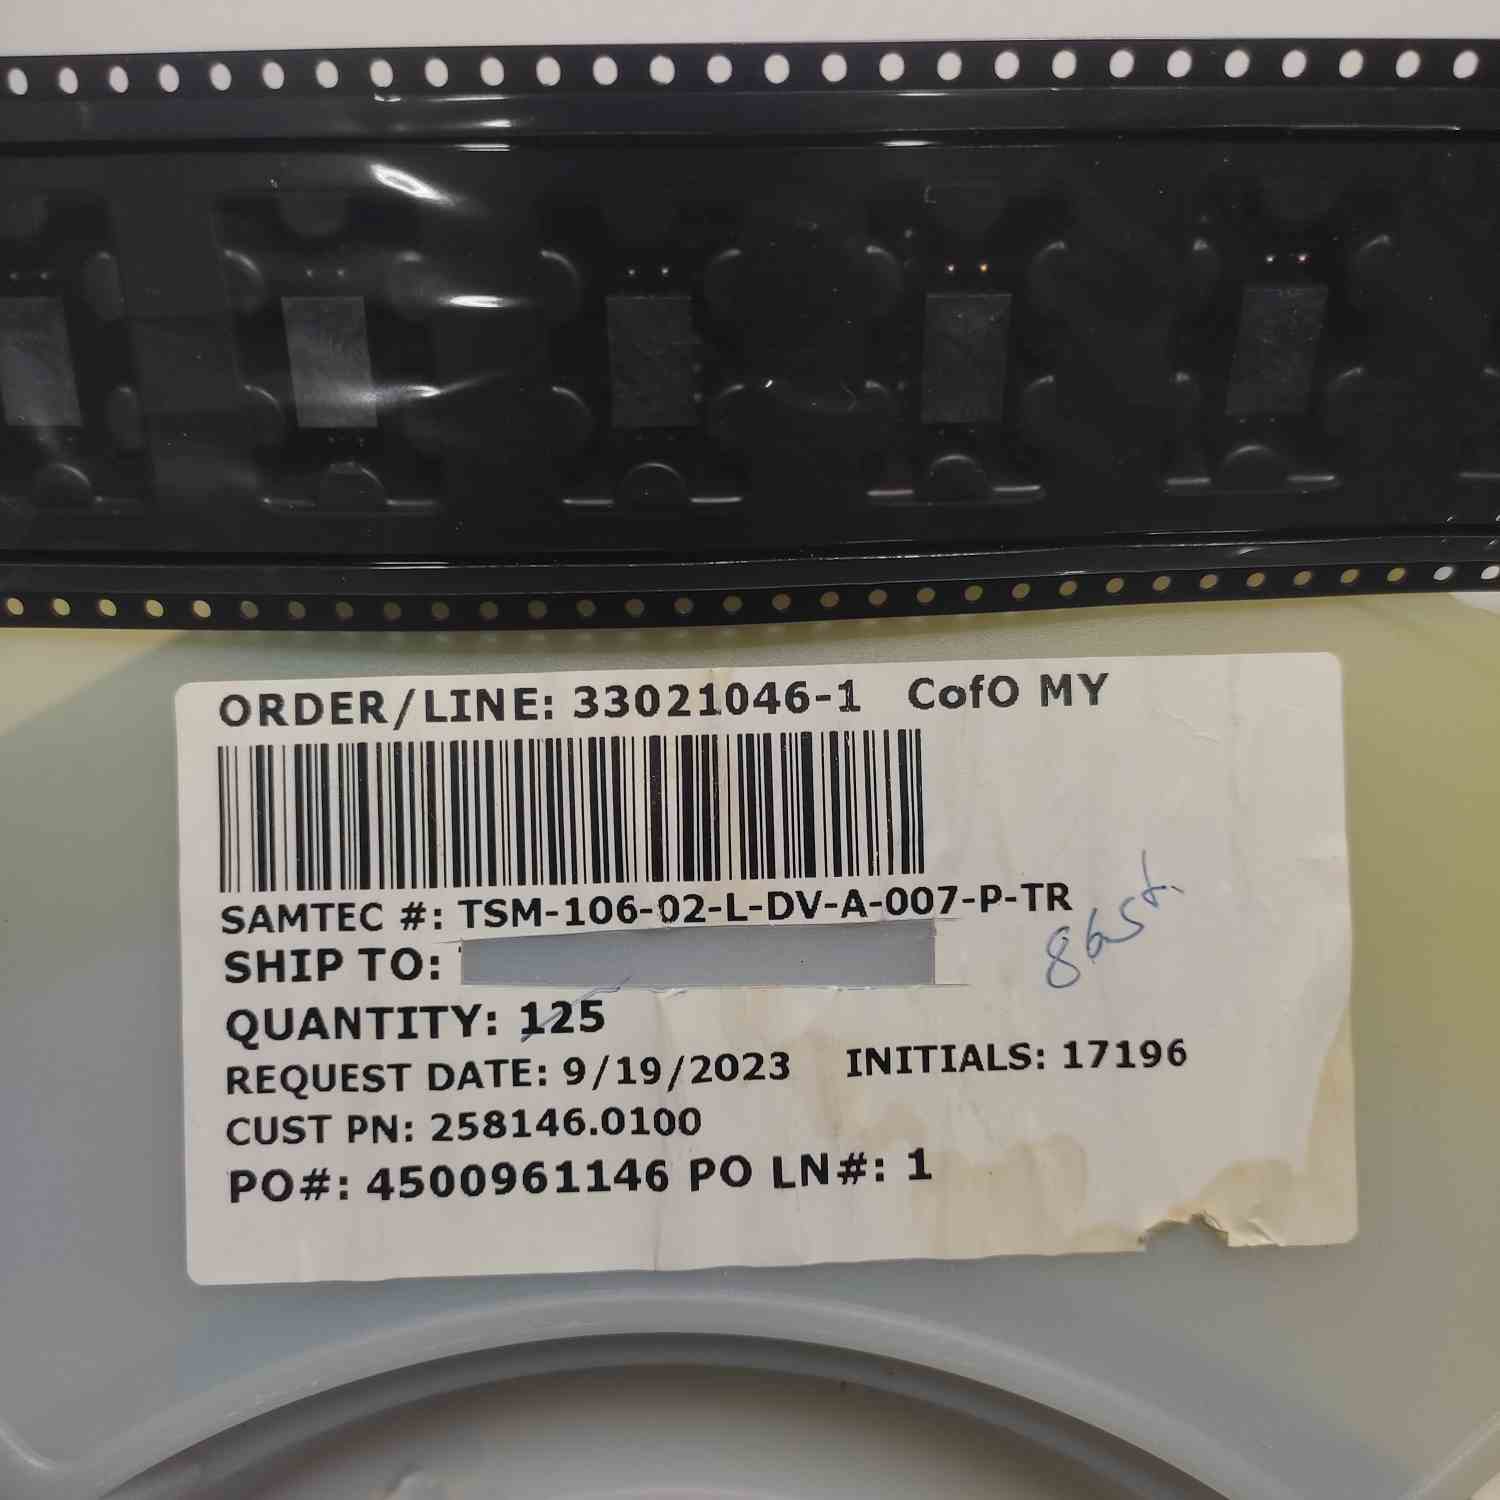 ORDER/LINE: 33021046-1 CofO MY
SAMTEC #: TSM-106-02-L-DV-A-007-P-TR
SHIP TO:
86St.
QUANTITY: 125
REQUEST DATE: 9/19/2023 INITIALS: 17196
CUST PN: 258146.0100
PO#: 4500961146 PO LN#: 1